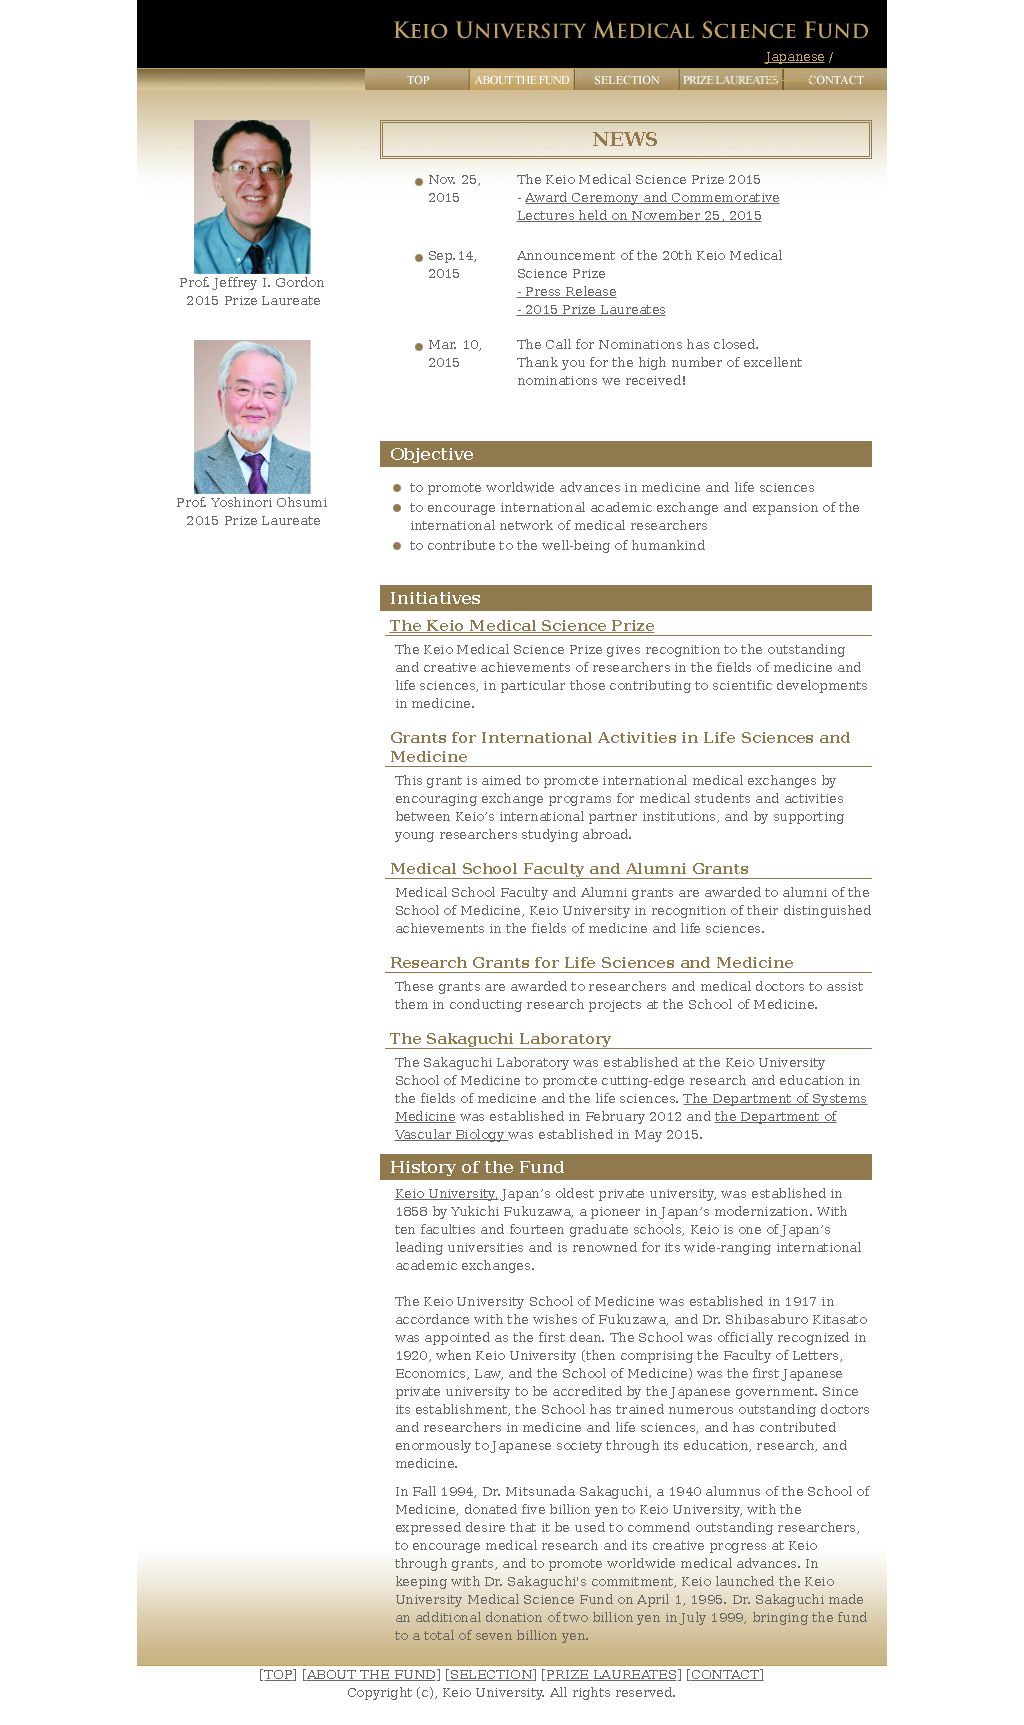 KEIO UNIVERSITY MEDICAL SCIENCE FUND
Japanese /
TOP ABOUT THE FUND SELECTION PRIZE LAUREATES CONTACT
Prof. Jeffrey I. Gordon
2015 Prize Laureate
Prof. Yoshinori Ohsumi
2015 Prize Laureate
NEWS
Nov. 25, The Keio Medical Science Prize 2015
2015 - Award Ceremony and Commemorative
Lectures held on November 25, 2015
Sep.14, Announcement of the 20th Keio Medical
2015 Science Prize
- Press Release
- 2015 Prize Laureates
Mar. 10, The Call for Nominations has closed.
2015 Thank you for the high number of excellent
nominations we received!
Objective
to promote worldwide advances in medicine and life sciences
to encourage international academic exchange and expansion of the
international network of medical researchers
to contribute to the well-being of humankind
Initiatives
The Keio Medical Science Prize
The Keio Medical Science Prize gives recognition to the outstanding
and creative achievements of researchers in the fields of medicine and
life sciences, in particular those contributing to scientific developments
in medicine.
Grants for International Activities in Life Sciences and
Medicine
This grant is aimed to promote international medical exchanges by
encouraging exchange programs for medical students and activities
between Keio’s international partner institutions, and by supporting
young researchers studying abroad.
Medical School Faculty and Alumni Grants
Medical School Faculty and Alumni grants are awarded to alumni of the
School of Medicine, Keio University in recognition of their distinguished
achievements in the fields of medicine and life sciences.
Research Grants for Life Sciences and Medicine
These grants are awarded to researchers and medical doctors to assist
them in conducting research projects at the School of Medicine.
The Sakaguchi Laboratory
The Sakaguchi Laboratory was established at the Keio University
School of Medicine to promote cutting-edge research and education in
the fields of medicine and the life sciences. The Department of Systems
Medicine was established in February 2012 and the Department of
Vascular Biology was established in May 2015.
History of the Fund
Keio University, Japan’s oldest private university, was established in
1858 by Yukichi Fukuzawa, a pioneer in Japan’s modernization. With
ten faculties and fourteen graduate schools, Keio is one of Japan’s
leading universities and is renowned for its wide-ranging international
academic exchanges.
The Keio University School of Medicine was established in 1917 in
accordance with the wishes of Fukuzawa, and Dr. Shibasaburo Kitasato
was appointed as the first dean. The School was officially recognized in
1920, when Keio University (then comprising the Faculty of Letters,
Economics, Law, and the School of Medicine) was the first Japanese
private university to be accredited by the Japanese government. Since
its establishment, the School has trained numerous outstanding doctors
and researchers in medicine and life sciences, and has contributed
enormously to Japanese society through its education, research, and
medicine.
In Fall 1994, Dr. Mitsunada Sakaguchi, a 1940 alumnus of the School of
Medicine, donated five billion yen to Keio University, with the
expressed desire that it be used to commend outstanding researchers,
to encourage medical research and its creative progress at Keio
through grants, and to promote worldwide medical advances. In
keeping with Dr. Sakaguchi's commitment, Keio launched the Keio
University Medical Science Fund on April 1, 1995. Dr. Sakaguchi made
an additional donation of two billion yen in July 1999, bringing the fund
to a total of seven billion yen.
[TOP] [ABOUT THE FUND] [SELECTION] [PRIZE LAUREATES] [CONTACT]
Copyright (c), Keio University. All rights reserved.